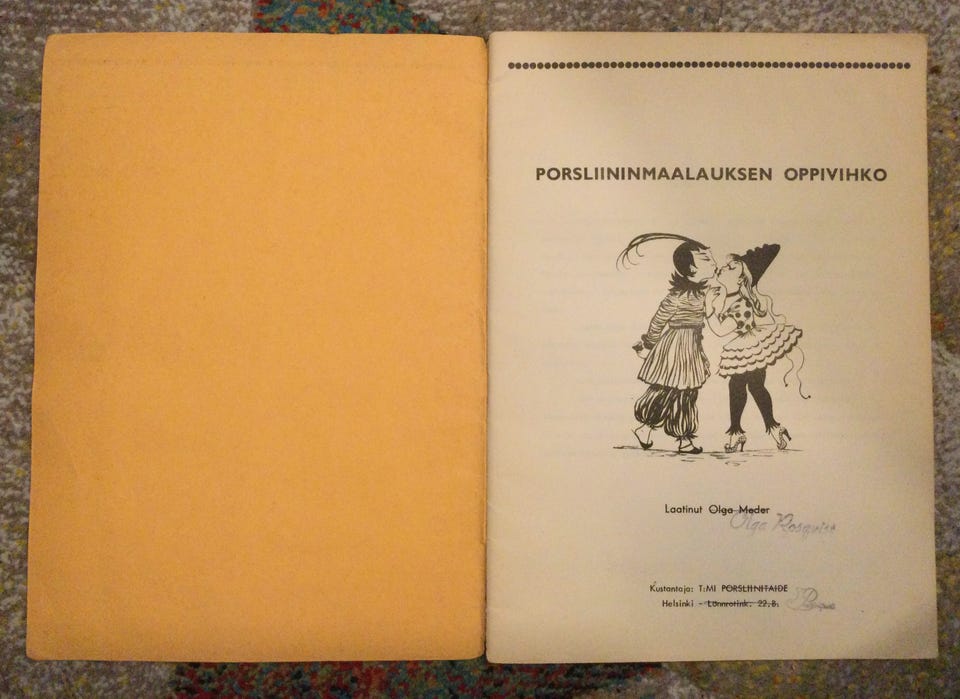 PORSLIININMAALAUKSEN OPPIVIHKO
Laatinut Olga Meder
Olga Rosqvist
Kustantaja: T:MI PORSLIINITAIDE
Helsinki - Lönnrotink. 22.B.